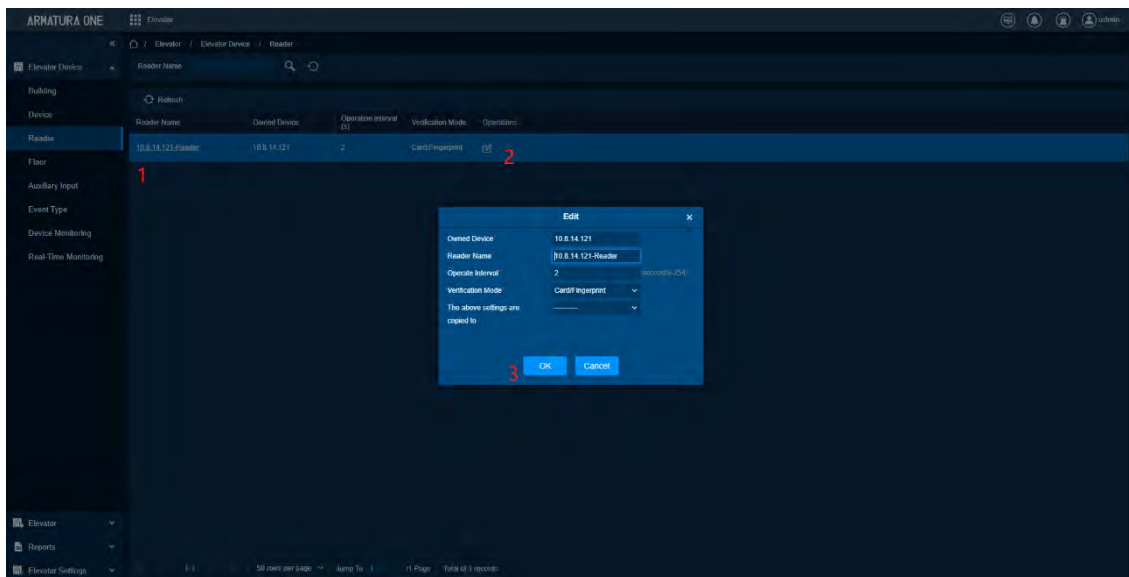 ARMATURA ONE
Elevator
admin
« / Elevator / Elevator Device / Reader
Elevator Device
Reader Name
Building
Refresh
Device
Reader Name Owned Device Operation Interval (s) Verification Mode Operations
Reader
10.8.14.121-Reader 10.8.14.121 2 Card/Fingerprint
2
Floor
1
Auxiliary Input
Event Type
Device Monitoring
Real-Time Monitoring
Edit ×
Owned Device* 10.8.14.121
Reader Name* 10.8.14.121-Reader
Operate Interval* 2
Verification Mode* Card/Fingerprint
The above settings are --------
copied to
3
OK Cancel
Elevator
Reports
Elevator Settings
50 rows per page Jump To 1 /1 Page Total of 1 records